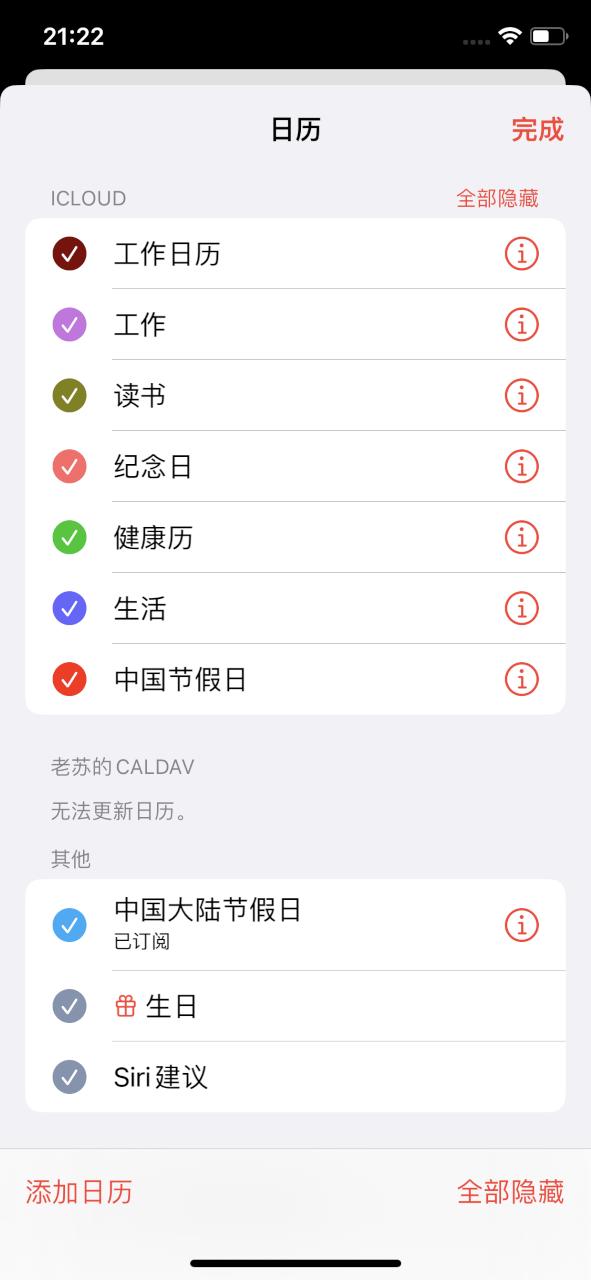 21:22
日历
完成
ICLOUD
全部隐藏
工作日历
工作
读书
纪念日
健康历
生活
中国节假日
老苏的 CALDAV
无法更新日历。
其他
中国大陆节假日
已订阅
生日
Siri 建议
添加日历
全部隐藏